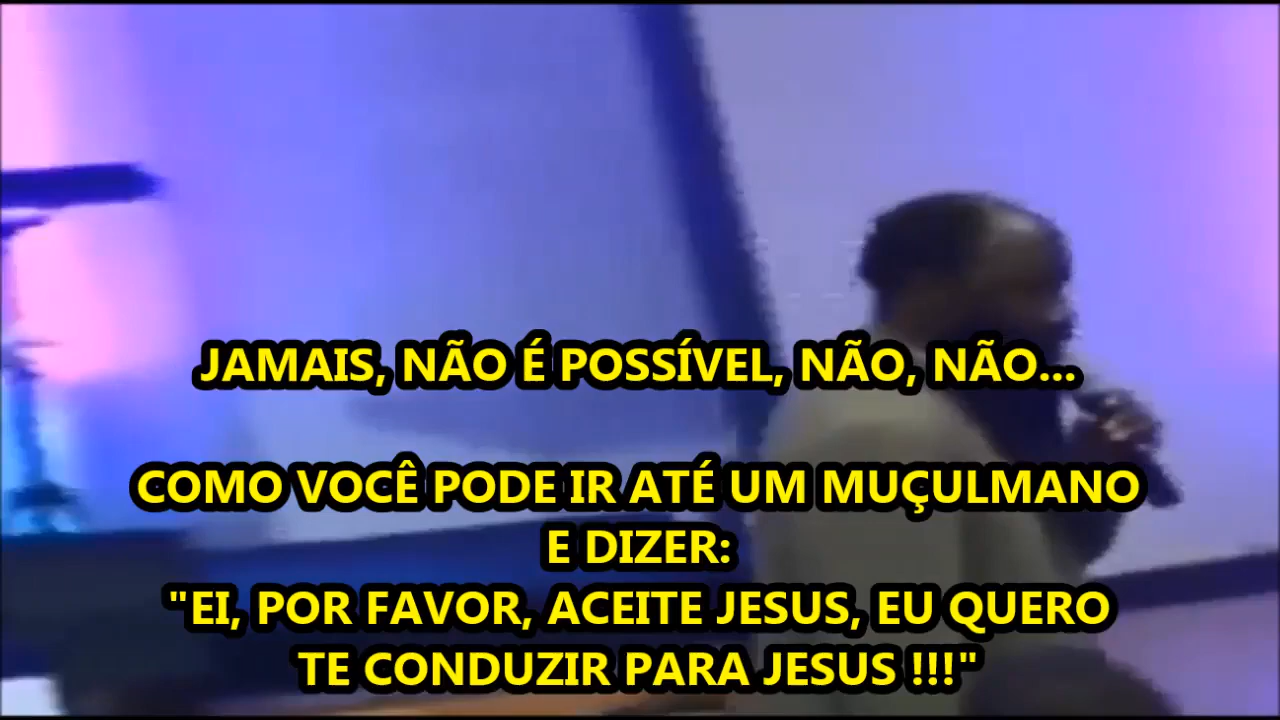 JAMAIS, NÃO É POSSÍVEL, NÃO, NÃO...
COMO VOCÊ PODE IR ATÉ UM MUÇULMANO
E DIZER:
"EI, POR FAVOR, ACEITE JESUS, EU QUERO
TE CONDUZIR PARA JESUS !!!"